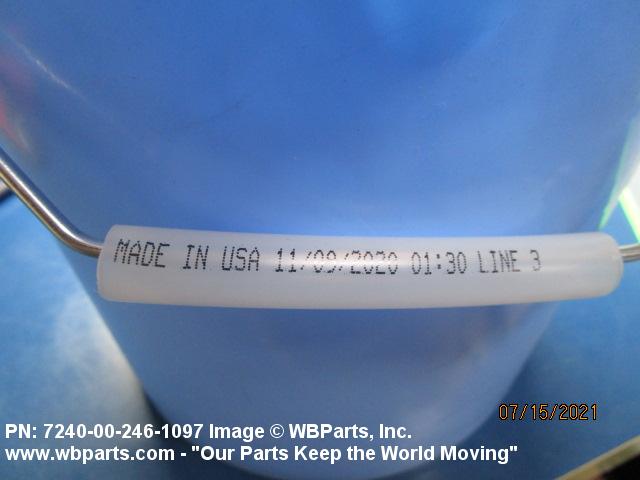 MADE IN USA 11/09/2020 01:30 LINE 3
07/15/2021
PN: 7240-00-246-1097 Image © WBParts, Inc.
www.wbparts.com - "Our Parts Keep the World Moving"